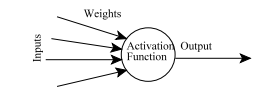 Weights
Inputs
Activation
Function
Output